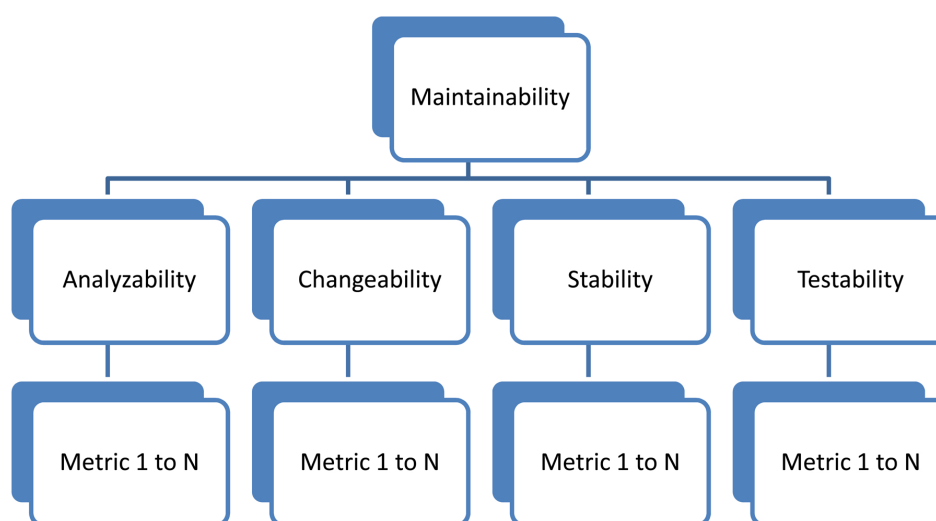 Maintainability
Analyzability
Changeability
Stability
Testability
Metric 1 to N
Metric 1 to N
Metric 1 to N
Metric 1 to N